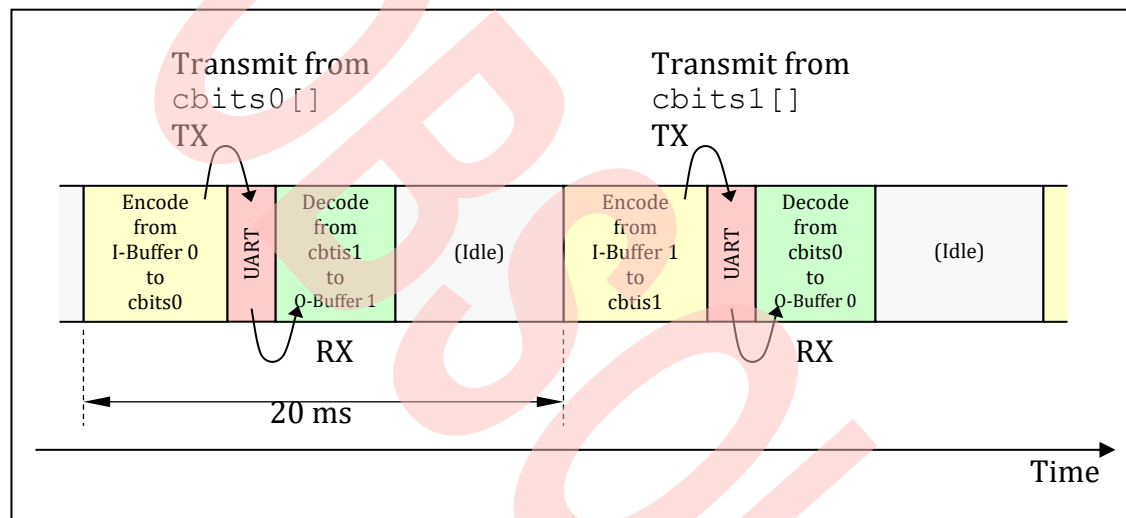 Transmit from
cbits0[]
TX
Transmit from
cbits1[]
TX
Encode
from
I-Buffer 0
to
cbits0
UART
Decode
from
cbtis1
to
O-Buffer 1
(Idle)
Encode
from
I-Buffer 1
to
cbtis1
UART
Decode
from
cbits0
to
O-Buffer 0
(Idle)
RX
RX
20 ms
Time
OBSOL